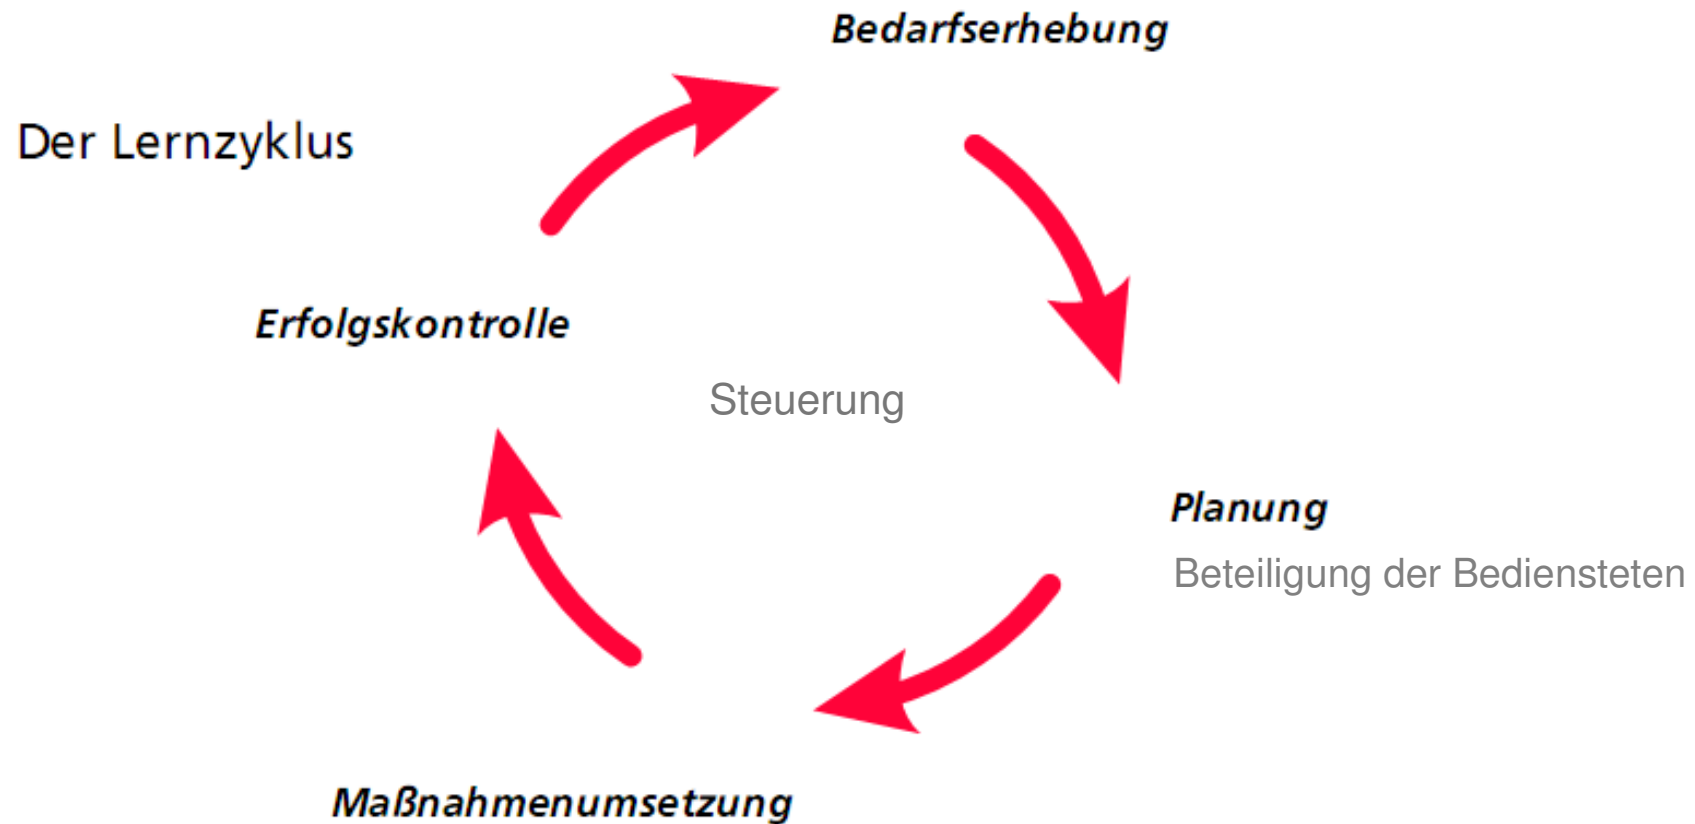 Bedarfserhebung
Der Lernzyklus
Erfolgskontrolle
Steuerung
Planung
Beteiligung der Bediensteten
Maßnahmenumsetzung